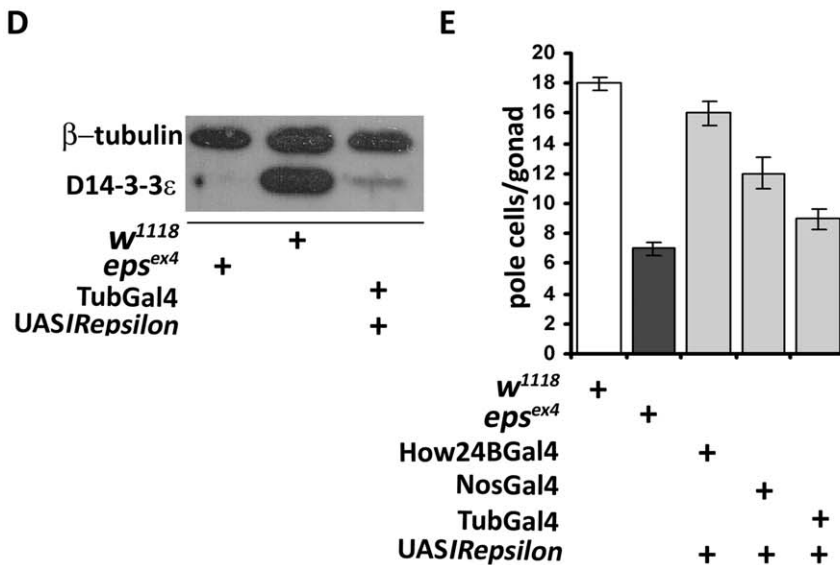 D
β–tubulin
D14-3-3ε
w1118
+
epsex4
+
TubGal4
+
UASIRepsilon
+
E
pole cells/gonad
20
18
16
14
12
10
8
6
4
2
0
w1118
+
epsex4
+
How24BGal4
+
NosGal4
+
TubGal4
+
UASIRepsilon
+ + +